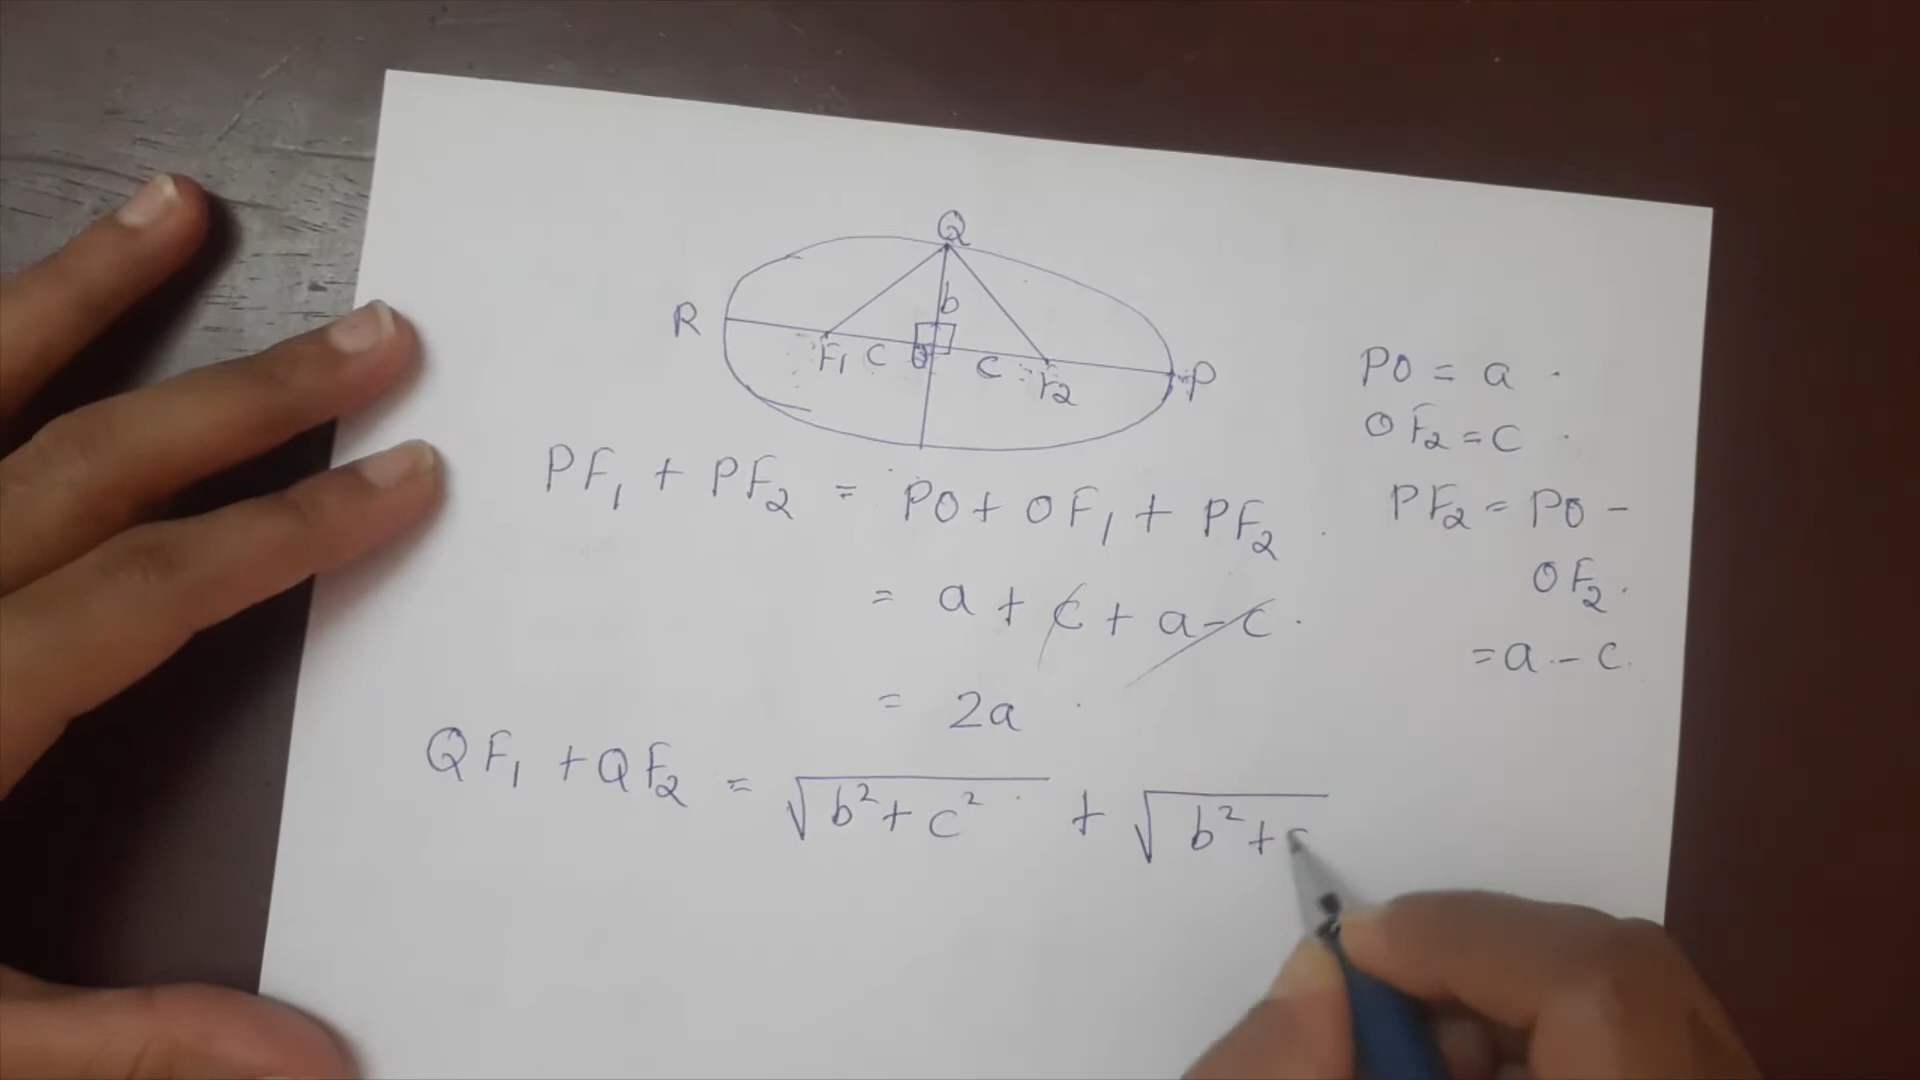 Q
b
R
F₁ C O C F₂ P
PO = a
OF₂ = C
PF₁ + PF₂ = PO + OF₁ + PF₂
PF₂ = PO -
OF₂.
= a - c.
= a + c + a - c.
= 2a
QF₁ + QF₂ = √(b² + c²) + √(b² + c